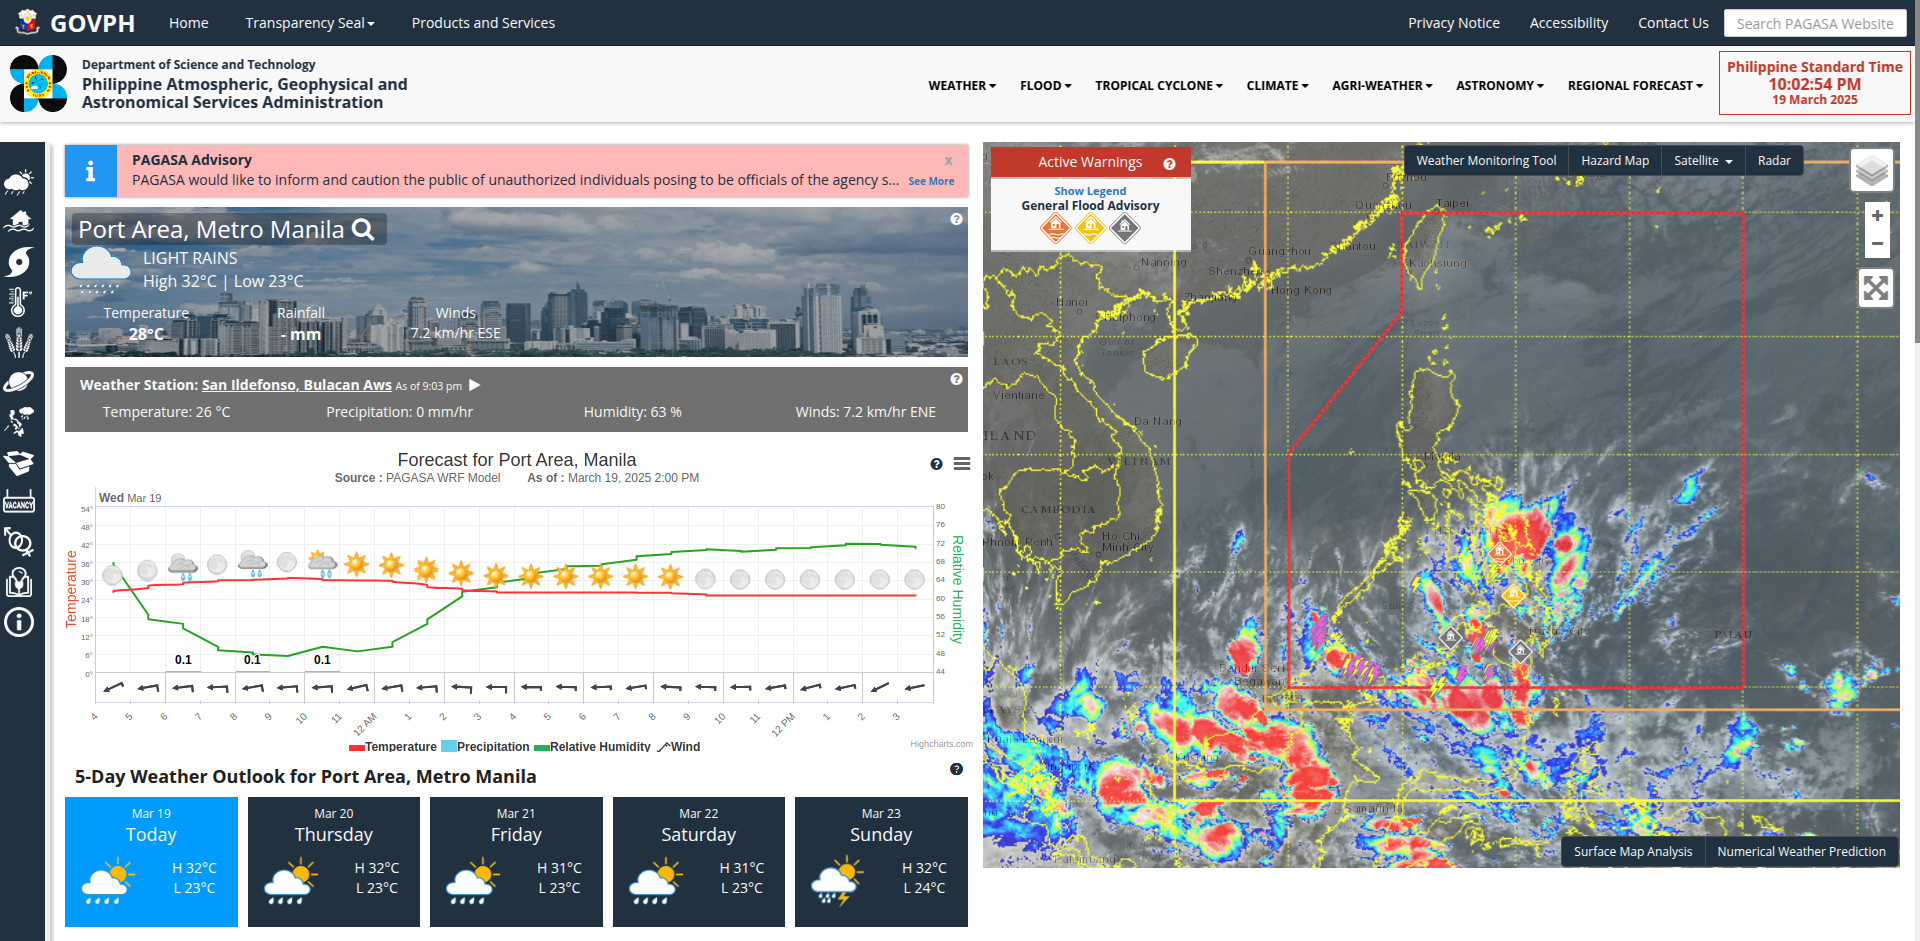 GOVPH
Home
Transparency Seal
Products and Services
Privacy Notice
Accessibility
Contact Us
Search PAGASA Website
Department of Science and Technology
Philippine Atmospheric, Geophysical and
Astronomical Services Administration
WEATHER
FLOOD
TROPICAL CYCLONE
CLIMATE
AGRI-WEATHER
ASTRONOMY
REGIONAL FORECAST
Philippine Standard Time
10:02:54 PM
19 March 2025
VACANCY
PAGASA Advisory
x
PAGASA would like to inform and caution the public of unauthorized individuals posing to be officials of the agency s... See More
Port Area, Metro Manila
LIGHT RAINS
High 32°C | Low 23°C
Temperature
28°C
Rainfall
- mm
Winds
7.2 km/hr ESE
Weather Station: San Ildefonso, Bulacan Aws As of 9:03 pm
Temperature: 26 °C
Precipitation: 0 mm/hr
Humidity: 63 %
Winds: 7.2 km/hr ENE
Forecast for Port Area, Manila
Source : PAGASA WRF Model As of : March 19, 2025 2:00 PM
Wed Mar 19
Temperature
54°
48°
42°
36°
30°
24°
18°
12°
6°
0°
0.1
0.1
0.1
80
76
72
68
64
60
56
52
48
44
Relative Humidity
4
5
6
7
8
9
10
11
12 AM
1
2
3
4
5
6
7
8
9
10
11
12 PM
1
2
3
Temperature
Precipitation
Relative Humidity
Wind
Highcharts.com
5-Day Weather Outlook for Port Area, Metro Manila
Mar 19
Today
H 32°C
L 23°C
Mar 20
Thursday
H 32°C
L 23°C
Mar 21
Friday
H 31°C
L 23°C
Mar 22
Saturday
H 31°C
L 23°C
Mar 23
Sunday
H 32°C
L 24°C
Active Warnings
Show Legend
General Flood Advisory
Weather Monitoring Tool
Hazard Map
Satellite
Radar
+
−
Taipei
Guangzhou
Nanning
Shenzhen
Kaohsiung
Hong Kong
Hanoi
Haiphong
Gulf of
Tonkin
Luzon
LAOS
Vientiane
Da Nang
VIETNAM
Manila
CAMBODIA
Phnom Penh
Ho Chi
Minh City
PALAU
Bandar Seri
Begawan
Kuching
Samarinda
Palembang
Surface Map Analysis
Numerical Weather Prediction